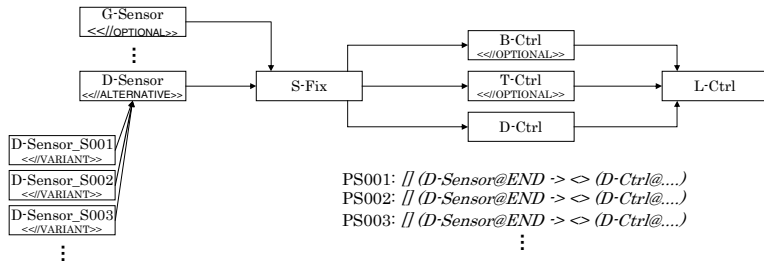 G-Sensor
<<//OPTIONAL>>
⋮
D-Sensor
<<//ALTERNATIVE>>
D-Sensor_S001
<<//VARIANT>>
D-Sensor_S002
<<//VARIANT>>
D-Sensor_S003
<<//VARIANT>>
⋮
S-Fix
B-Ctrl
<<//OPTIONAL>>
T-Ctrl
<<//OPTIONAL>>
D-Ctrl
L-Ctrl
PS001: [] (D-Sensor@END -> <> (D-Ctrl@....)
PS002: [] (D-Sensor@END -> <> (D-Ctrl@....)
PS003: [] (D-Sensor@END -> <> (D-Ctrl@....)
⋮